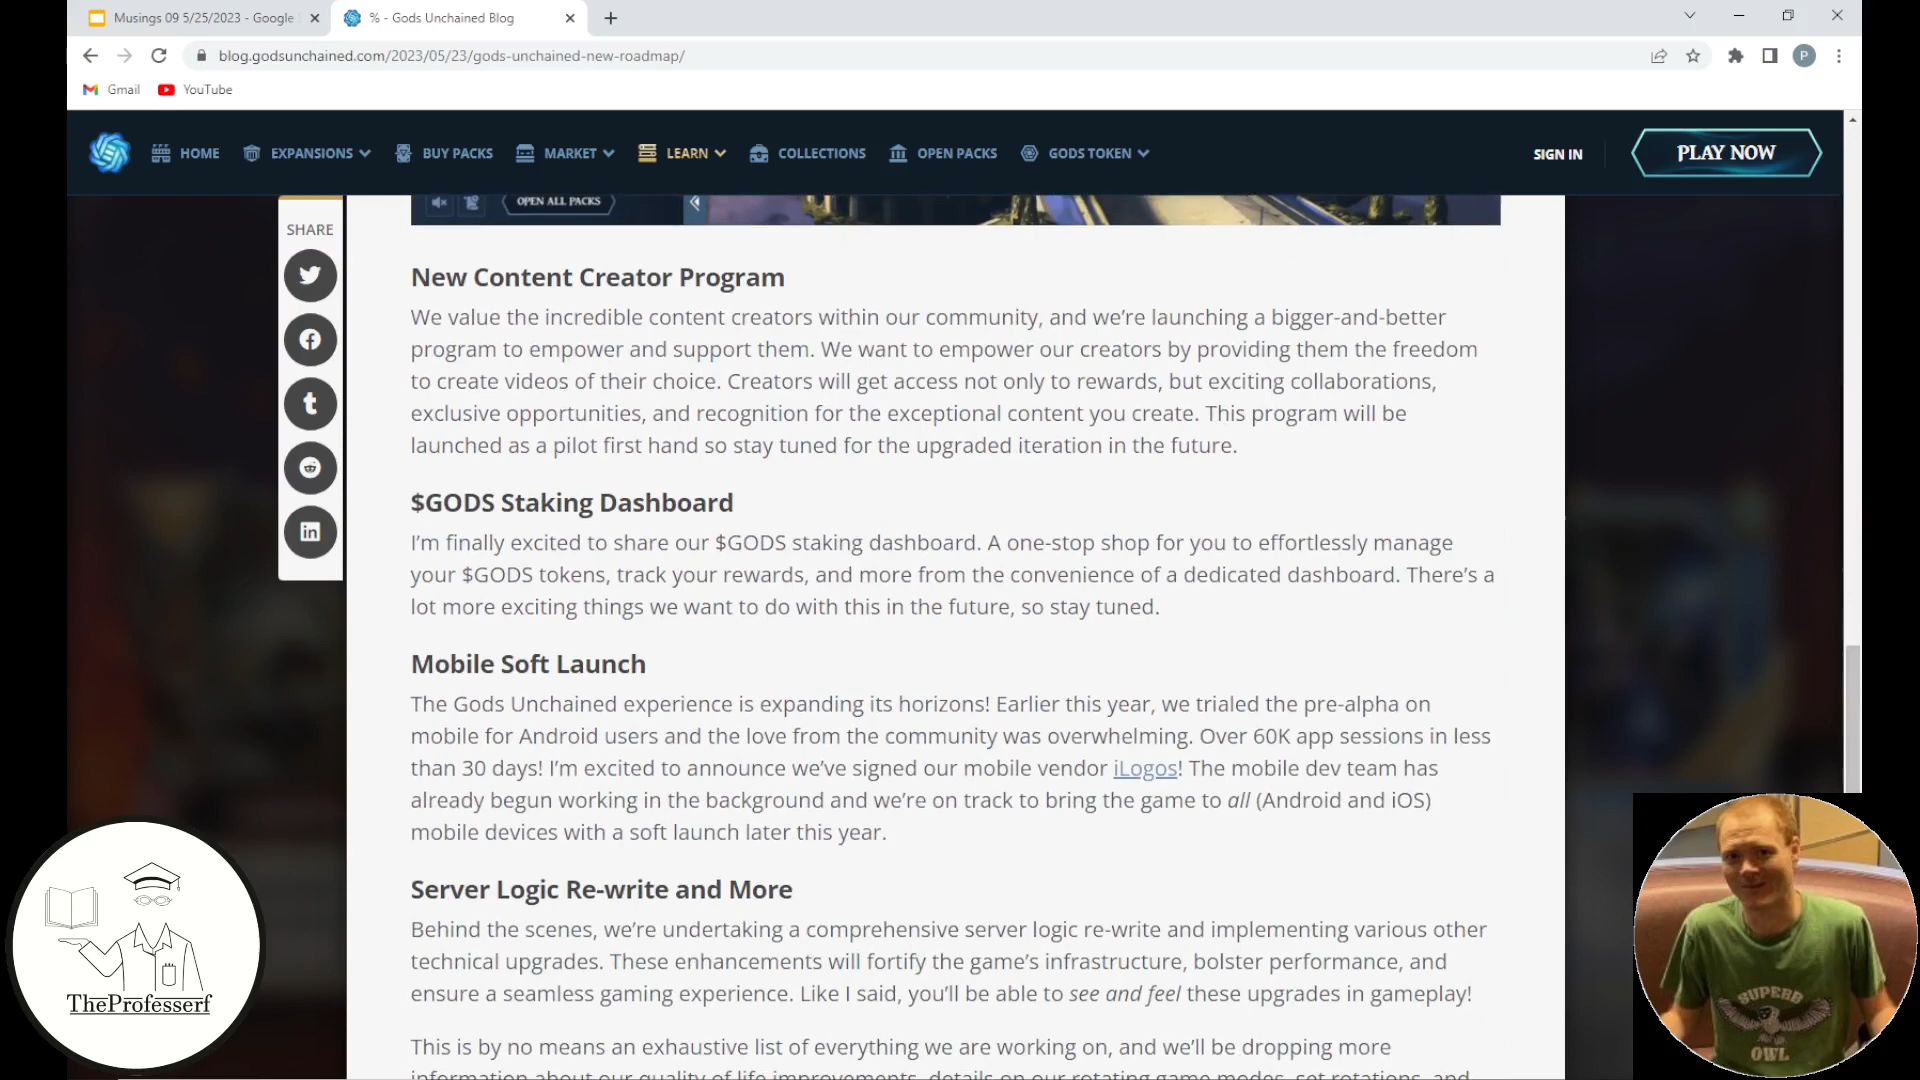 Musings 09 5/25/2023 - Google
% - Gods Unchained Blog
blog.godsunchained.com/2023/05/23/gods-unchained-new-roadmap/
P
Gmail
YouTube
HOME
EXPANSIONS
BUY PACKS
MARKET
LEARN
COLLECTIONS
OPEN PACKS
GODS TOKEN
SIGN IN
PLAY NOW
OPEN ALL PACKS
SHARE
New Content Creator Program
We value the incredible content creators within our community, and we’re launching a bigger-and-better
program to empower and support them. We want to empower our creators by providing them the freedom
to create videos of their choice. Creators will get access not only to rewards, but exciting collaborations,
exclusive opportunities, and recognition for the exceptional content you create. This program will be
launched as a pilot first hand so stay tuned for the upgraded iteration in the future.
$GODS Staking Dashboard
I’m finally excited to share our $GODS staking dashboard. A one-stop shop for you to effortlessly manage
your $GODS tokens, track your rewards, and more from the convenience of a dedicated dashboard. There’s a
lot more exciting things we want to do with this in the future, so stay tuned.
Mobile Soft Launch
The Gods Unchained experience is expanding its horizons! Earlier this year, we trialed the pre-alpha on
mobile for Android users and the love from the community was overwhelming. Over 60K app sessions in less
than 30 days! I’m excited to announce we’ve signed our mobile vendor iLogos! The mobile dev team has
already begun working in the background and we’re on track to bring the game to all (Android and iOS)
mobile devices with a soft launch later this year.
Server Logic Re-write and More
Behind the scenes, we’re undertaking a comprehensive server logic re-write and implementing various other
technical upgrades. These enhancements will fortify the game’s infrastructure, bolster performance, and
ensure a seamless gaming experience. Like I said, you’ll be able to see and feel these upgrades in gameplay!
This is by no means an exhaustive list of everything we are working on, and we’ll be dropping more
information about our quality of life improvements, details on our rotating game modes, set rotations, and
TheProfesserf
SUPERB
OWL